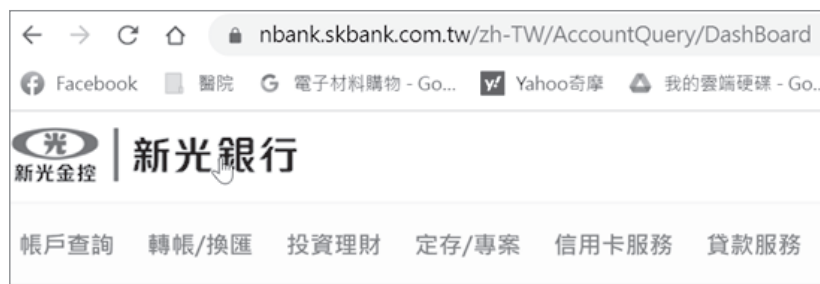 nbank.skbank.com.tw/zh-TW/AccountQuery/DashBoard
Facebook 醫院 G 電子材料購物 - Go... y! Yahoo奇摩 我的雲端硬碟 - Go...
光 新光金控 新光銀行
帳戶查詢 轉帳/換匯 投資理財 定存/專案 信用卡服務 貸款服務